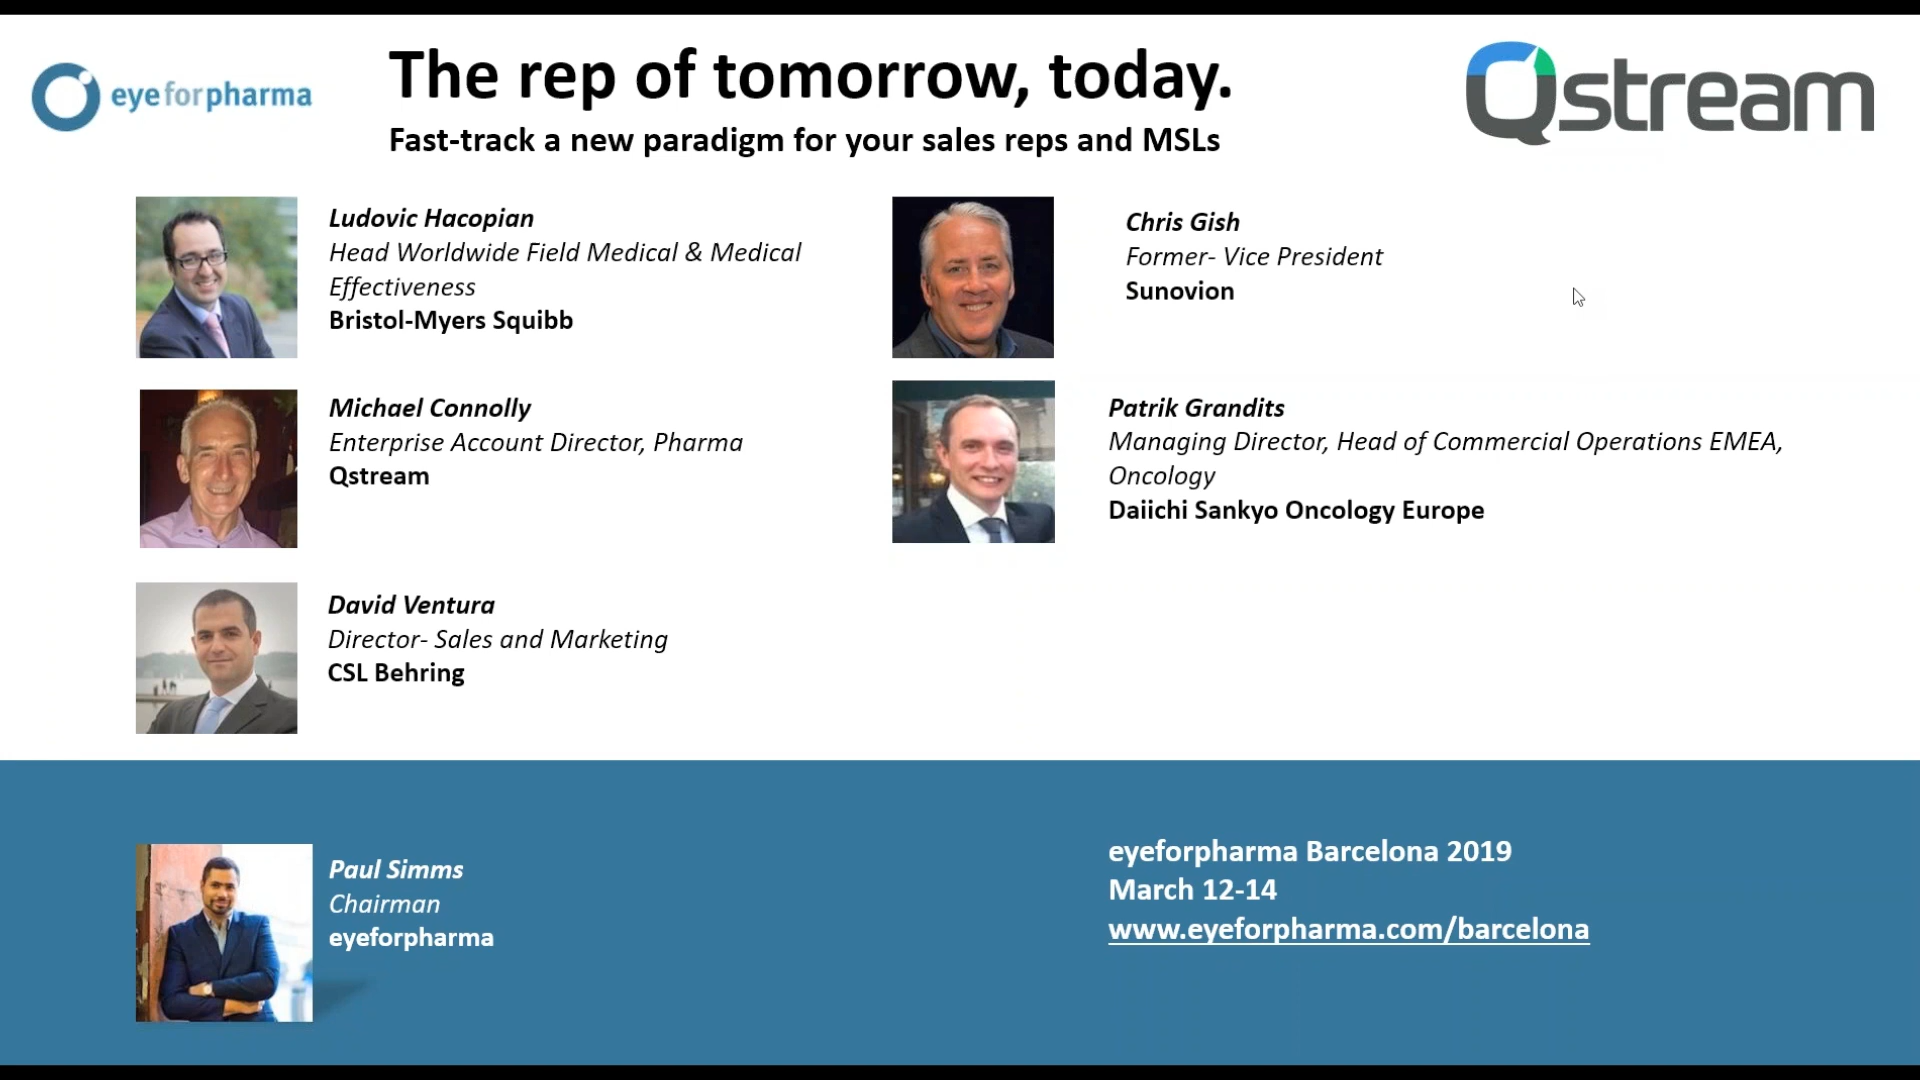 eyeforpharma
The rep of tomorrow, today.
Fast-track a new paradigm for your sales reps and MSLs
Qstream
Ludovic Hacopian
Head Worldwide Field Medical & Medical
Effectiveness
Bristol-Myers Squibb
Chris Gish
Former- Vice President
Sunovion
Michael Connolly
Enterprise Account Director, Pharma
Qstream
Patrik Grandits
Managing Director, Head of Commercial Operations EMEA,
Oncology
Daiichi Sankyo Oncology Europe
David Ventura
Director- Sales and Marketing
CSL Behring
Paul Simms
Chairman
eyeforpharma
eyeforpharma Barcelona 2019
March 12-14
www.eyeforpharma.com/barcelona